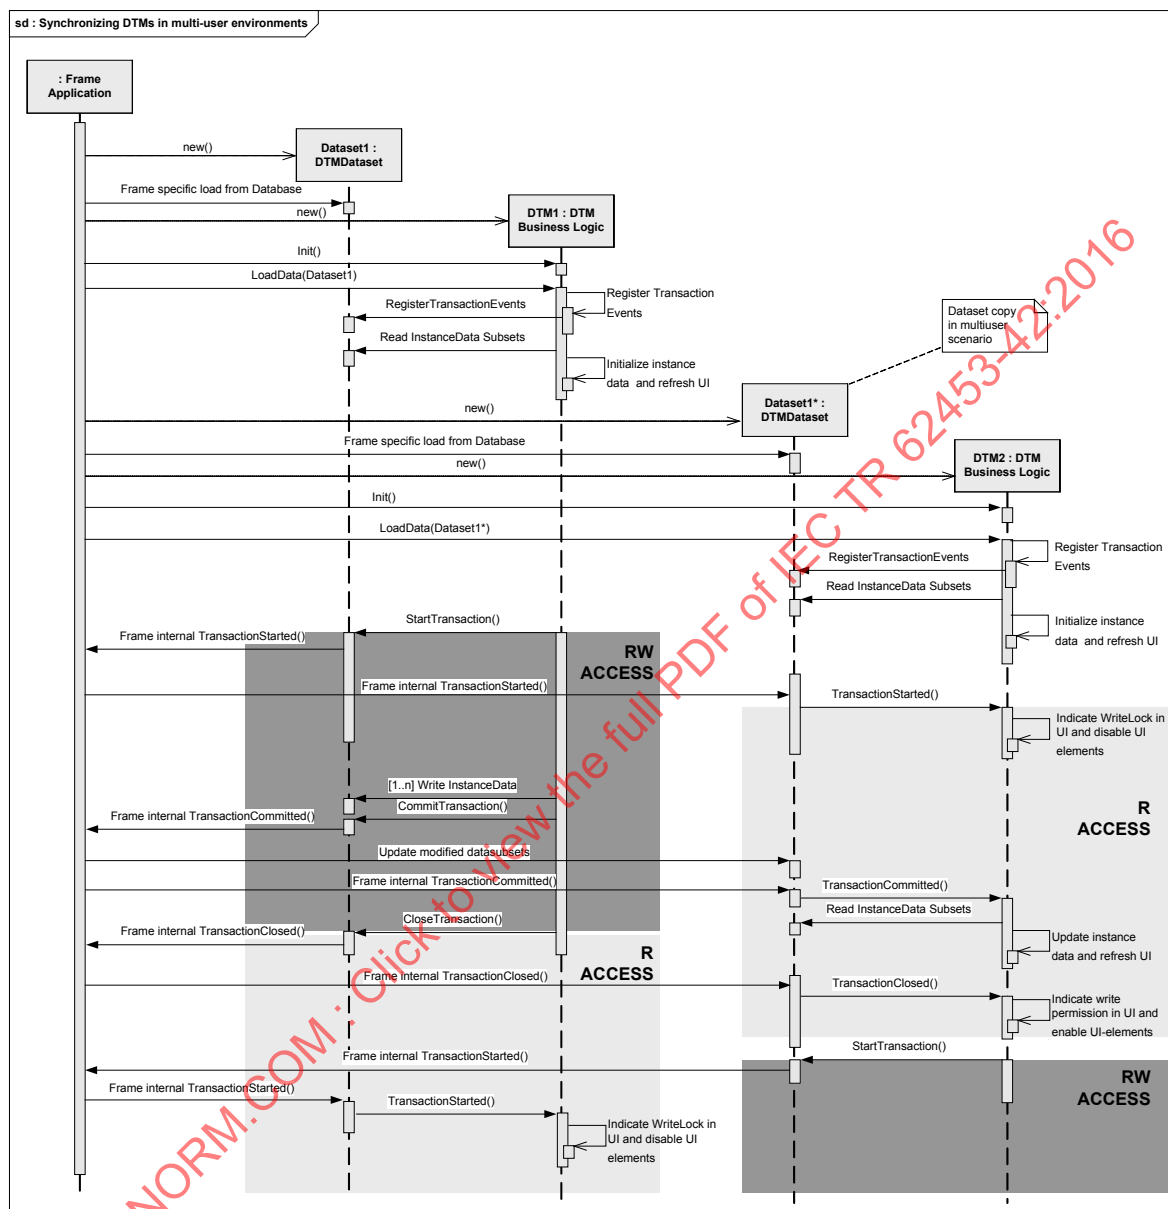 sd : Synchronizing DTMs in multi-user environments
: Frame
Application
new()
Dataset1 :
DTMDataset
Frame specific load from Database
new()
DTM1 : DTM
Business Logic
Init()
LoadData(Dataset1)
Register Transaction
Events
RegisterTransactionEvents
Read InstanceData Subsets
Initialize instance
data and refresh UI
Dataset copy
in multiuser
scenario
new()
Dataset1* :
DTMDataset
Frame specific load from Database
new()
DTM2 : DTM
Business Logic
Init()
LoadData(Dataset1*)
Register Transaction
Events
RegisterTransactionEvents
Read InstanceData Subsets
Initialize instance
data and refresh UI
StartTransaction()
Frame internal TransactionStarted()
RW
ACCESS
Frame internal TransactionStarted()
TransactionStarted()
Indicate WriteLock in
UI and disable UI
elements
[1..n] Write InstanceData
CommitTransaction()
Frame internal TransactionCommitted()
R
ACCESS
Update modified datasubsets
Frame internal TransactionCommitted()
TransactionCommitted()
Read InstanceData Subsets
CloseTransaction()
Frame internal TransactionClosed()
Update instance
data and refresh UI
R
ACCESS
Frame internal TransactionClosed()
TransactionClosed()
Indicate write
permission in UI and
enable UI-elements
StartTransaction()
Frame internal TransactionStarted()
RW
ACCESS
Frame internal TransactionStarted()
TransactionStarted()
Indicate WriteLock in
UI and disable UI
elements
NORM.COM : Click to view the full PDF of IEC TR 62453-42:2016